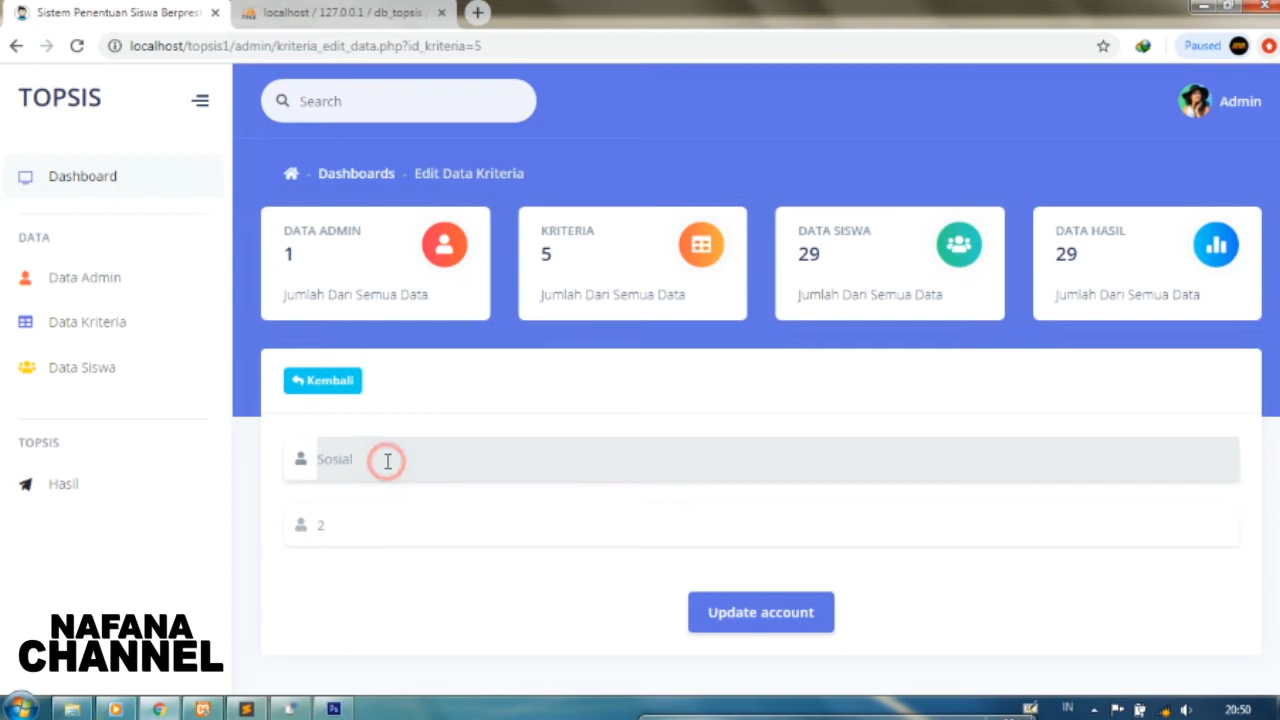 Sistem Penentuan Siswa Berprest
localhost / 127.0.0.1 / db_topsis
localhost/topsis1/admin/kriteria_edit_data.php?id_kriteria=5
Paused
TOPSIS
Search
Admin
Dashboard
Dashboards - Edit Data Kriteria
DATA ADMIN
1
Jumlah Dari Semua Data
KRITERIA
5
Jumlah Dari Semua Data
DATA SISWA
29
Jumlah Dari Semua Data
DATA HASIL
29
Jumlah Dari Semua Data
DATA
Data Admin
Data Kriteria
Data Siswa
TOPSIS
Hasil
Kembali
Sosial
2
Update account
NAFANA
CHANNEL
IN
20:50